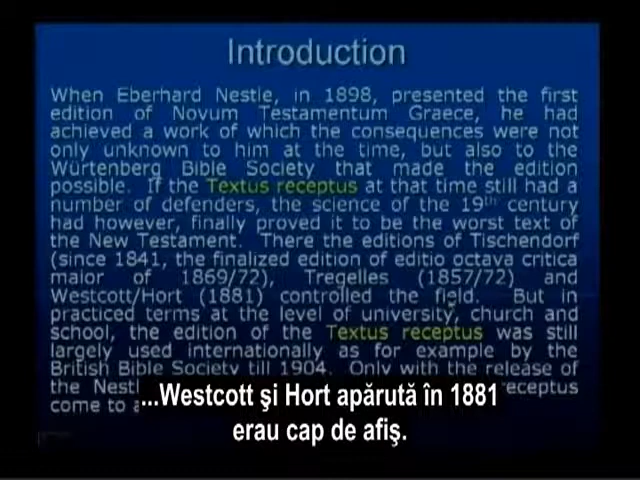 Introduction
When Eberhard Nestle, in 1898, presented the first
edition of Novum Testamentum Graece, he had
achieved a work of which the consequences were not
only unknown to him at the time, but also to the
Würtenberg Bible Society that made the edition
possible. If the Textus receptus at that time still had a
number of defenders, the science of the 19th century
had however, finally proved it to be the worst text of
the New Testament. There the editions of Tischendorf
(since 1841, the finalized edition of editio octava critica
maior of 1869/72), Tregelles (1857/72) and
Westcott/Hort (1881) controlled the field. But in
practiced terms at the level of university, church and
school, the edition of the Textus receptus was still
largely used internationally as for example by the
British Bible Society till 1904. Only with the release of
the Nestl receptus
come to a
...Westcott şi Hort apărută în 1881
erau cap de afiş.